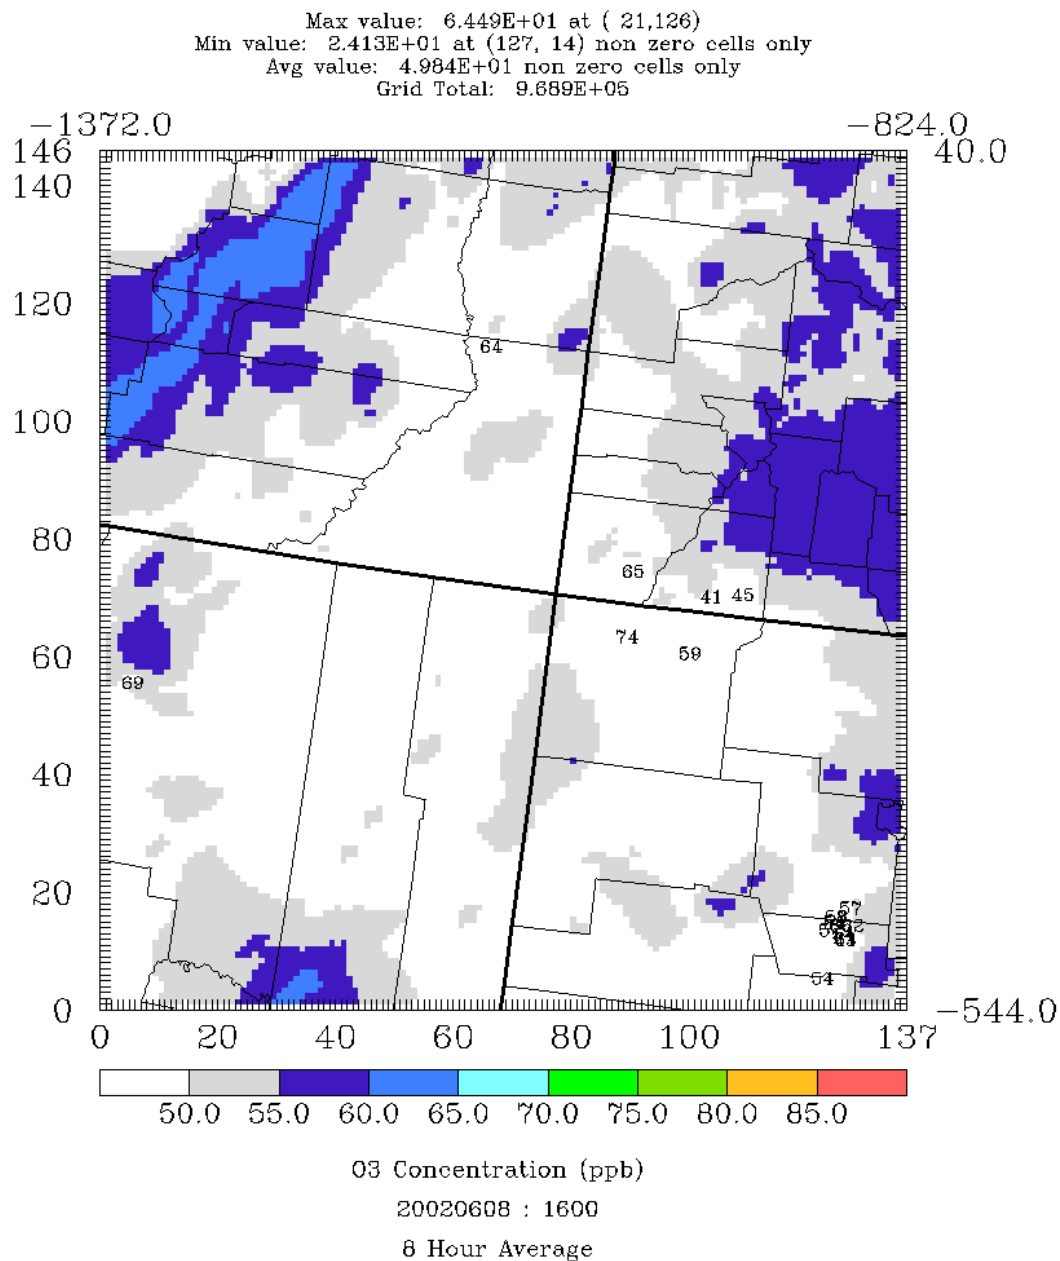 Max value: 6.449E+01 at ( 21,126)
Min value: 2.413E+01 at (127, 14) non zero cells only
Avg value: 4.984E+01 non zero cells only
Grid Total: 9.689E+05
-1372.0 -824.0
146 40.0
140
120
64
100
80
65
41 45
74
59
60
69
40
20
57
54
0 -544.0
0 20 40 60 80 100 137
50.0 55.0 60.0 65.0 70.0 75.0 80.0 85.0
O3 Concentration (ppb)
20020608 : 1600
8 Hour Average